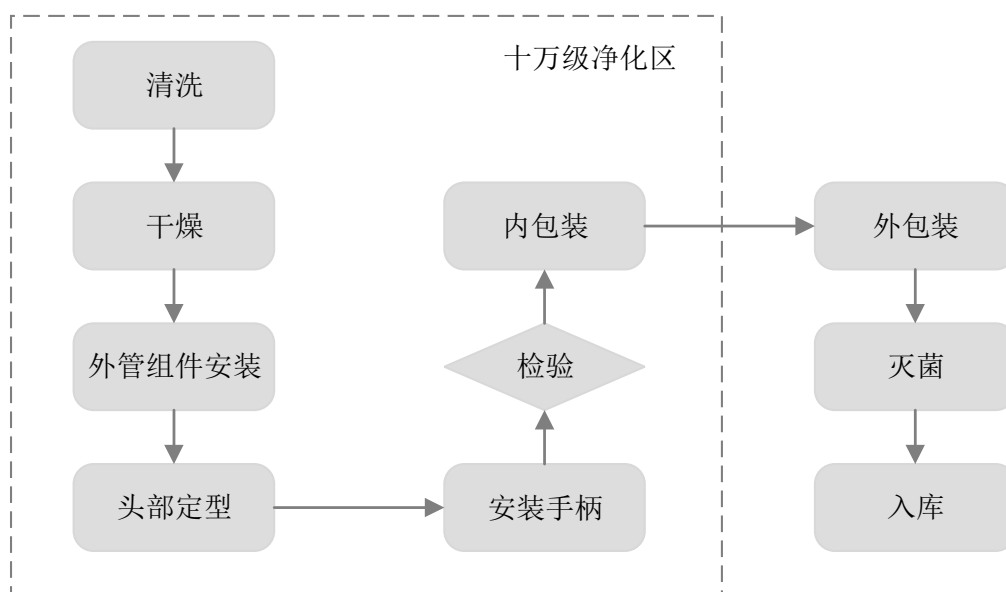 十万级净化区
清洗
干燥
外管组件安装
头部定型
安装手柄
检验
内包装
外包装
灭菌
入库